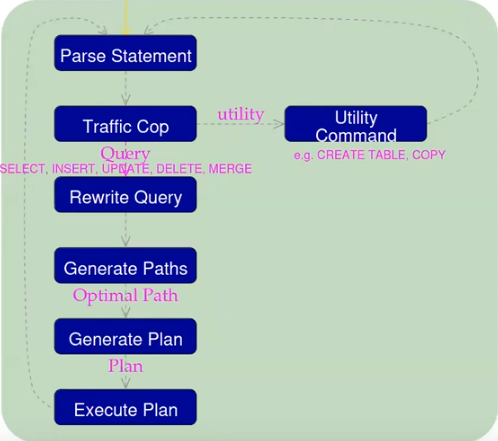 Parse Statement
Traffic Cop
utility
Utility
Command
Query
e.g. CREATE TABLE, COPY
SELECT, INSERT, UPDATE, DELETE, MERGE
Rewrite Query
Generate Paths
Optimal Path
Generate Plan
Plan
Execute Plan